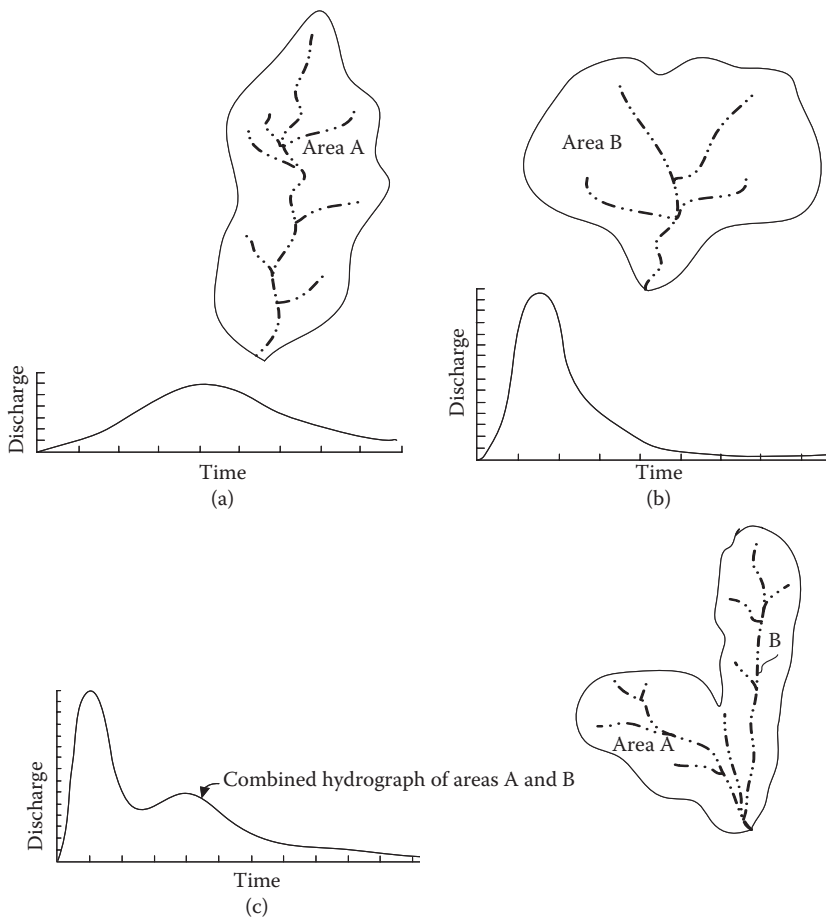 Area A
Discharge
Time
(a)
Area B
Discharge
Time
(b)
B
Area A
Discharge
Combined hydrograph of areas A and B
Time
(c)